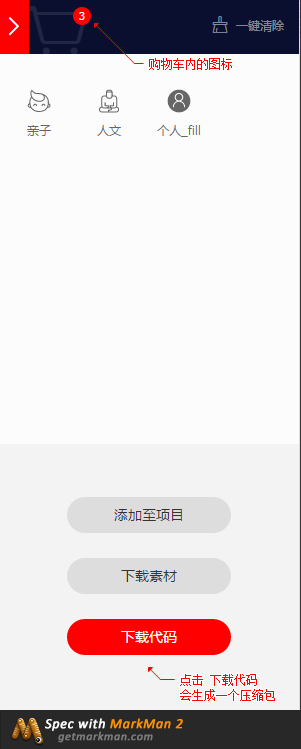 3
一键清除
购物车内的图标
亲子
人文
个人_fill
添加至项目
下载素材
下载代码
点击 下载代码
会生成一个压缩包
Spec with MarkMan 2
getmarkman.com